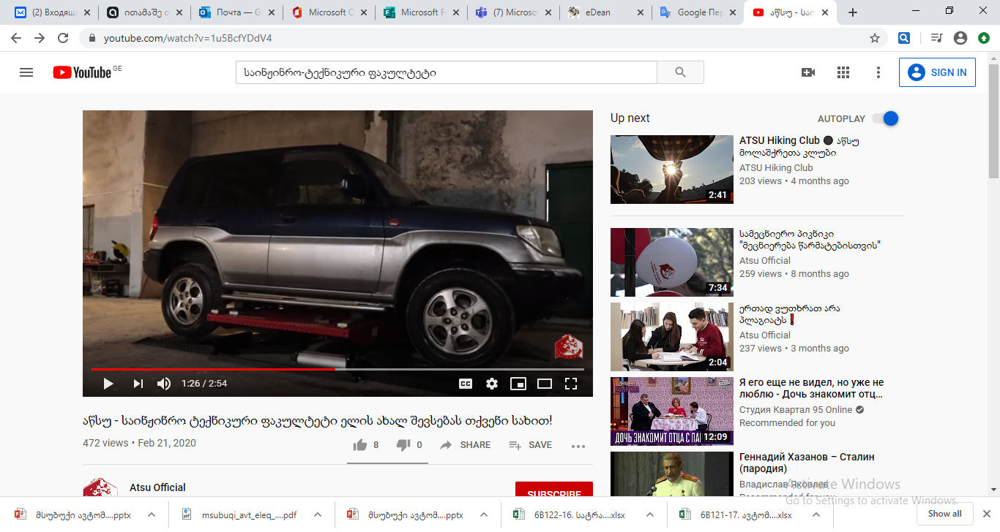 (2) Входящи
ითამაშე ი
Почта — G
Microsoft O
Microsoft Fo
(7) Microsof
eDean
Google Пер
აწსუ - საი
youtube.com/watch?v=1u5BcfYDdV4
YouTube GE
საინჟინრო-ტექნიკური ფაკულტეტი
SIGN IN
Up next
AUTOPLAY
ATSU Hiking Club ⚫ აწსუ
მოლაშქრეთა კლუბი
ATSU Hiking Club
203 views • 4 months ago
2:41
სამეცნიერო პიკნიკი
"მეცნიერება წარმატებისთვის"
Atsu Official
259 views • 8 months ago
7:34
ერთად ვუთხრათ არა
პლაგიატს❗
Atsu Official
237 views • 3 months ago
2:04
Я его еще не видел, но уже не
люблю - Дочь знакомит отц...
Студия Квартал 95 Online
Recommended for you
ДОЧЬ ЗНАКОМИТ ОТЦА С ПА
12:09
Геннадий Хазанов – Сталин
(пародия)
Владислав Яковлев
Recommended for you
1:26 / 2:54
CC
აწსუ - საინჟინრო ტექნიკური ფაკულტეტი ელის ახალ შევსებას თქვენი სახით!
472 views • Feb 21, 2020
8
0
SHARE
SAVE
Atsu Official
SUBSCRIBE
Activate Windows
Go to Settings to activate Windows.
მსუბუქი ავტომ....pptx
msubuqi_avt_eleq_....pdf
მსუბუქი ავტომ....pptx
6B122-16. სატრა....xlsx
6B121-17. ავტომ....xlsx
Show all